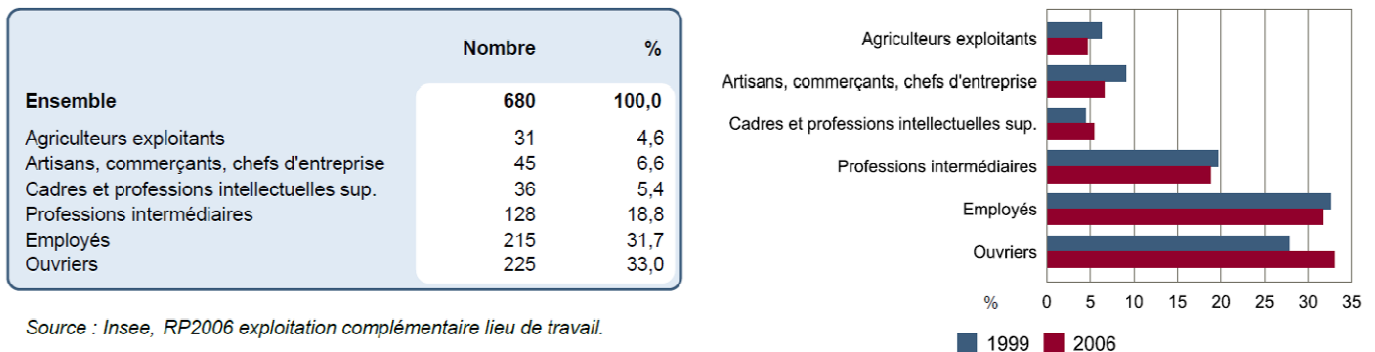 Nombre %
Ensemble 680 100,0
Agriculteurs exploitants 31 4,6
Artisans, commerçants, chefs d'entreprise 45 6,6
Cadres et professions intellectuelles sup. 36 5,4
Professions intermédiaires 128 18,8
Employés 215 31,7
Ouvriers 225 33,0
Source : Insee, RP2006 exploitation complémentaire lieu de travail.
Agriculteurs exploitants
Artisans, commerçants, chefs d'entreprise
Cadres et professions intellectuelles sup.
Professions intermédiaires
Employés
Ouvriers
% 0 5 10 15 20 25 30 35
1999 2006